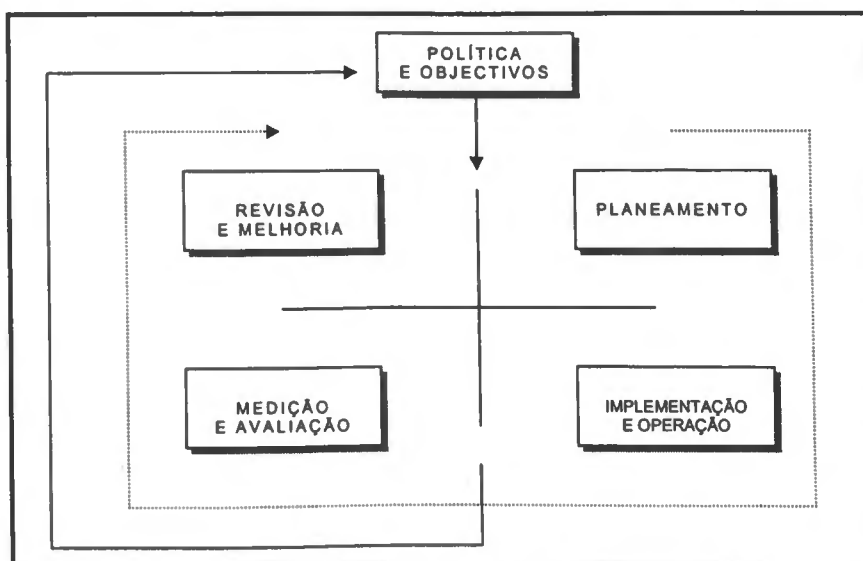 POLÍTICA
E OBJECTIVOS
REVISÃO
E MELHORIA
PLANEAMENTO
MEDIÇÃO
E AVALIAÇÃO
IMPLEMENTAÇÃO
E OPERAÇÃO